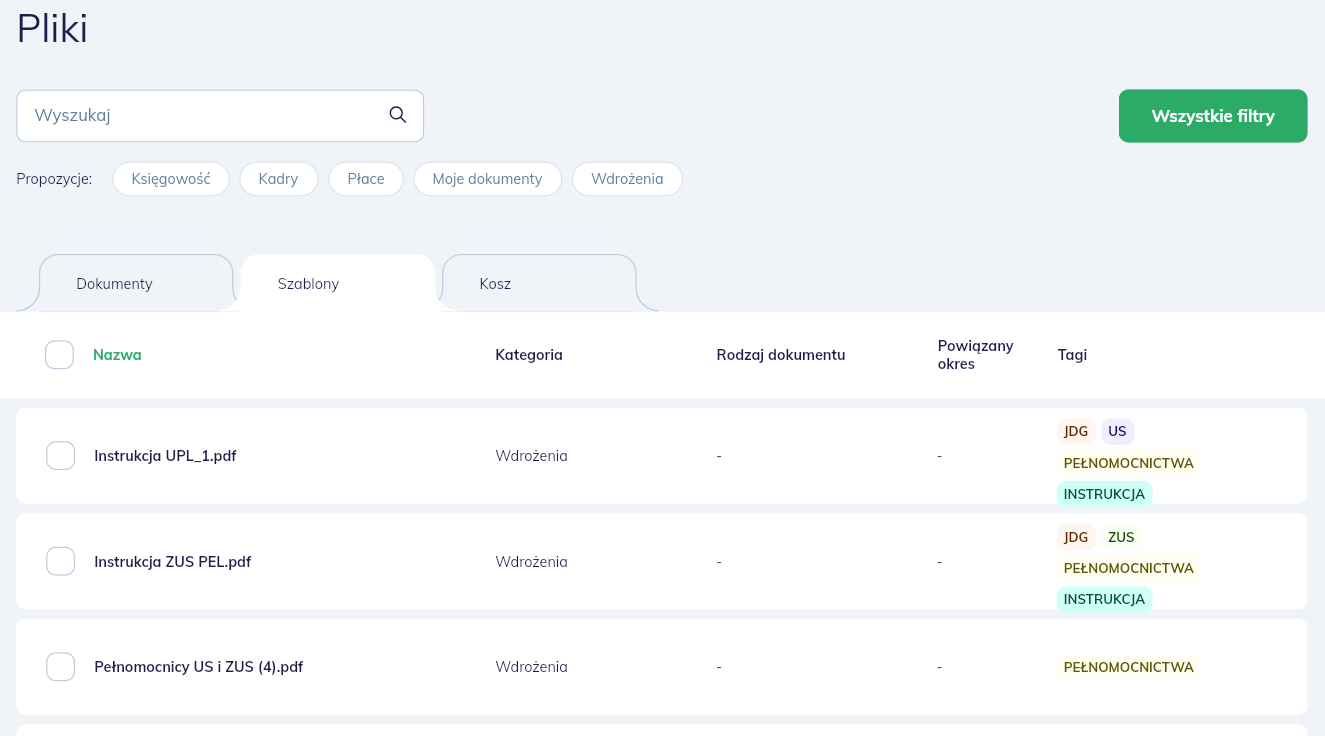 Pliki
Wyszukaj
Wszystkie filtry
Propozycje: Księgowość Kadry Płace Moje dokumenty Wdrożenia
Dokumenty Szablony Kosz
Nazwa Kategoria Rodzaj dokumentu Powiązany okres Tagi
Instrukcja UPL_1.pdf Wdrożenia - - JDG US
PEŁNOMOCNICTWA
INSTRUKCJA
Instrukcja ZUS PEL.pdf Wdrożenia - - JDG ZUS
PEŁNOMOCNICTWA
INSTRUKCJA
Pełnomocnicy US i ZUS (4).pdf Wdrożenia - - PEŁNOMOCNICTWA